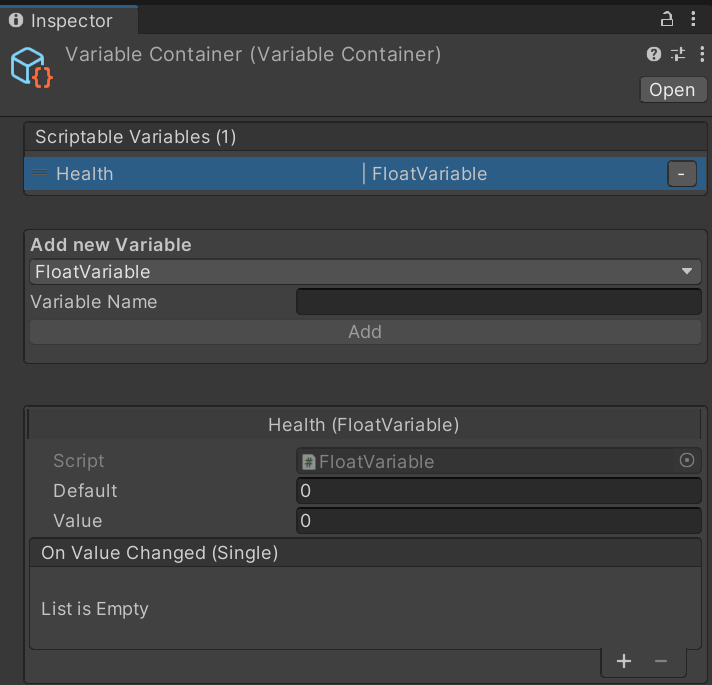 Inspector
Variable Container (Variable Container)
Open
Scriptable Variables (1)
Health | FloatVariable -
Add new Variable
FloatVariable
Variable Name
Add
Health (FloatVariable)
Script # FloatVariable
Default 0
Value 0
On Value Changed (Single)
List is Empty
+ −